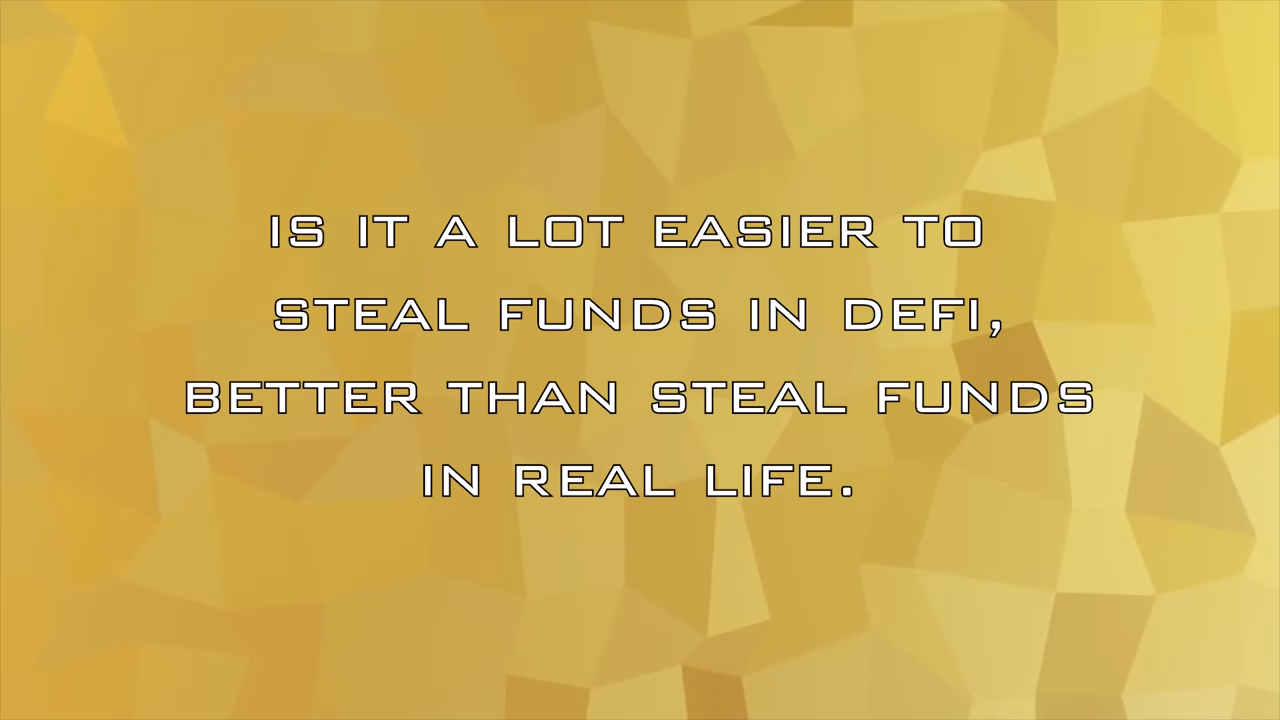 IS IT A LOT EASIER TO
STEAL FUNDS IN DEFI,
BETTER THAN STEAL FUNDS
IN REAL LIFE.